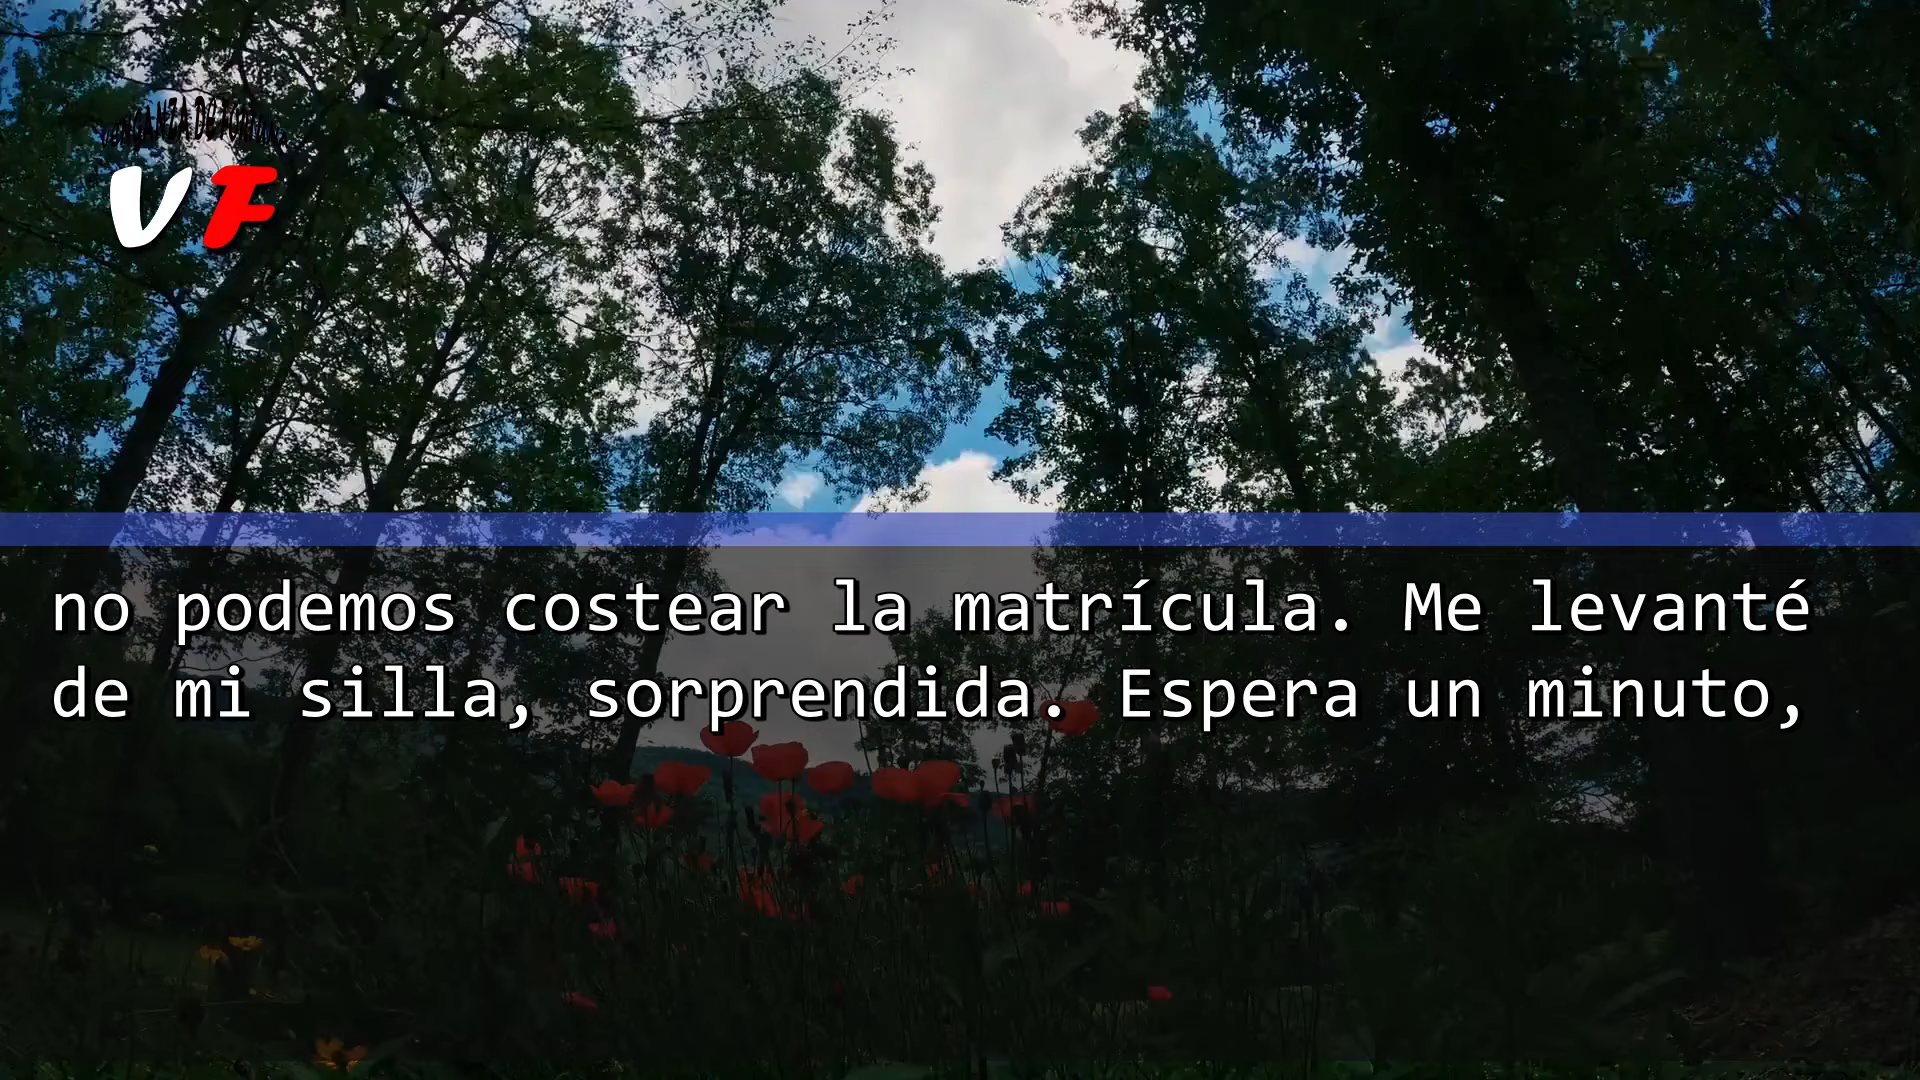 VF
no podemos costear la matrícula. Me levanté
de mi silla, sorprendida. Espera un minuto,